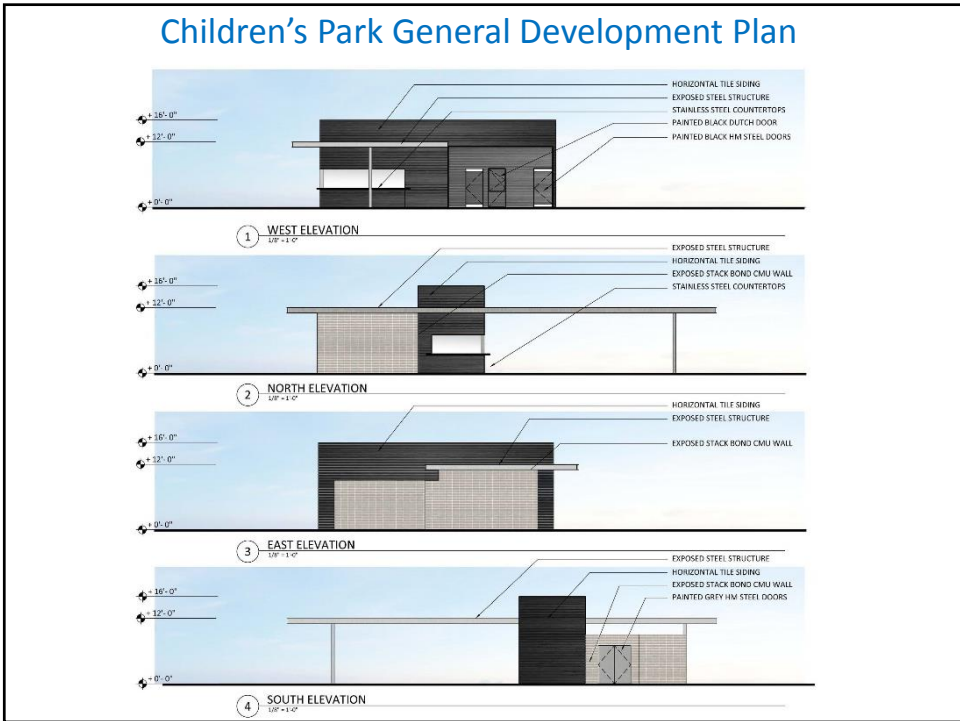 Children's Park General Development Plan
HORIZONTAL TILE SIDING
EXPOSED STEEL STRUCTURE
STAINLESS STEEL COUNTERTOPS
PAINTED BLACK DUTCH DOOR
PAINTED BLACK HM STEEL DOORS
+ 16'- 0"
+ 12'- 0"
+ 0'- 0"
1 WEST ELEVATION
1/8" = 1'-0"
EXPOSED STEEL STRUCTURE
HORIZONTAL TILE SIDING
EXPOSED STACK BOND CMU WALL
STAINLESS STEEL COUNTERTOPS
+ 16'- 0"
+ 12'- 0"
+ 0'- 0"
2 NORTH ELEVATION
1/8" = 1'-0"
HORIZONTAL TILE SIDING
EXPOSED STEEL STRUCTURE
EXPOSED STACK BOND CMU WALL
+ 16'- 0"
+ 12'- 0"
+ 0'- 0"
3 EAST ELEVATION
1/8" = 1'-0"
EXPOSED STEEL STRUCTURE
HORIZONTAL TILE SIDING
EXPOSED STACK BOND CMU WALL
PAINTED GREY HM STEEL DOORS
+ 16'- 0"
+ 12'- 0"
+ 0'- 0"
4 SOUTH ELEVATION
1/8" = 1'-0"